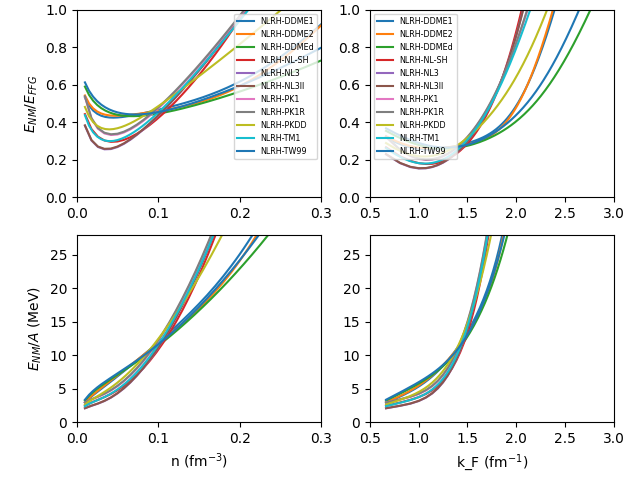 1.0
0.8
0.6
0.4
0.2
0.0
E_NM/E_FFG
0.0
0.1
0.2
0.3
NLRH-DDME1
NLRH-DDME2
NLRH-DDMEd
NLRH-NL-SH
NLRH-NL3
NLRH-NL3II
NLRH-PK1
NLRH-PK1R
NLRH-PKDD
NLRH-TM1
NLRH-TW99
1.0
0.8
0.6
0.4
0.2
0.0
0.5
1.0
1.5
2.0
2.5
3.0
NLRH-DDME1
NLRH-DDME2
NLRH-DDMEd
NLRH-NL-SH
NLRH-NL3
NLRH-NL3II
NLRH-PK1
NLRH-PK1R
NLRH-PKDD
NLRH-TM1
NLRH-TW99
25
20
15
10
5
0
E_NM/A (MeV)
0.0
0.1
0.2
0.3
n (fm⁻³)
25
20
15
10
5
0
0.5
1.0
1.5
2.0
2.5
3.0
k_F (fm⁻¹)